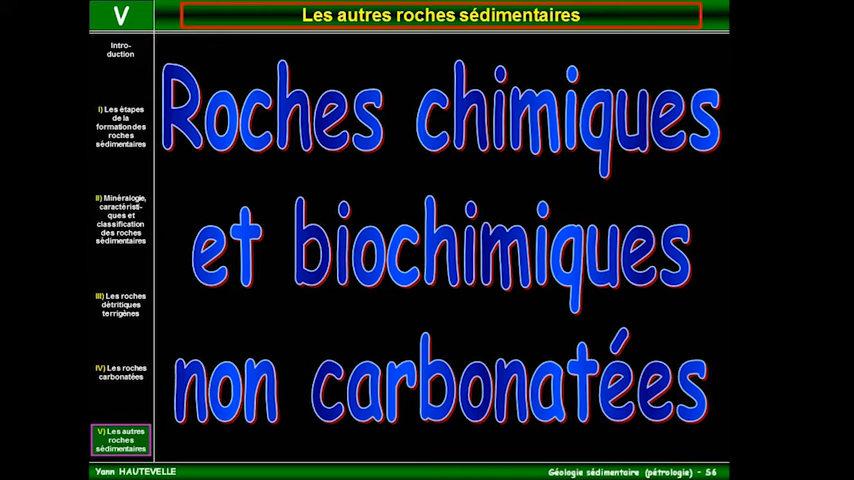 V
Les autres roches sédimentaires
Intro-
duction
I) Les étapes
de la
formation des
roches
sédimentaires
II) Minéralogie,
caractéristi-
ques et
classification
des roches
sédimentaires
III) Les roches
détritiques
terrigènes
IV) Les roches
carbonatées
V) Les autres
roches
sédimentaires
Roches chimiques
et biochimiques
non carbonatées
Yann HAUTEVELLE
Géologie sédimentaire (pétrologie) - 56